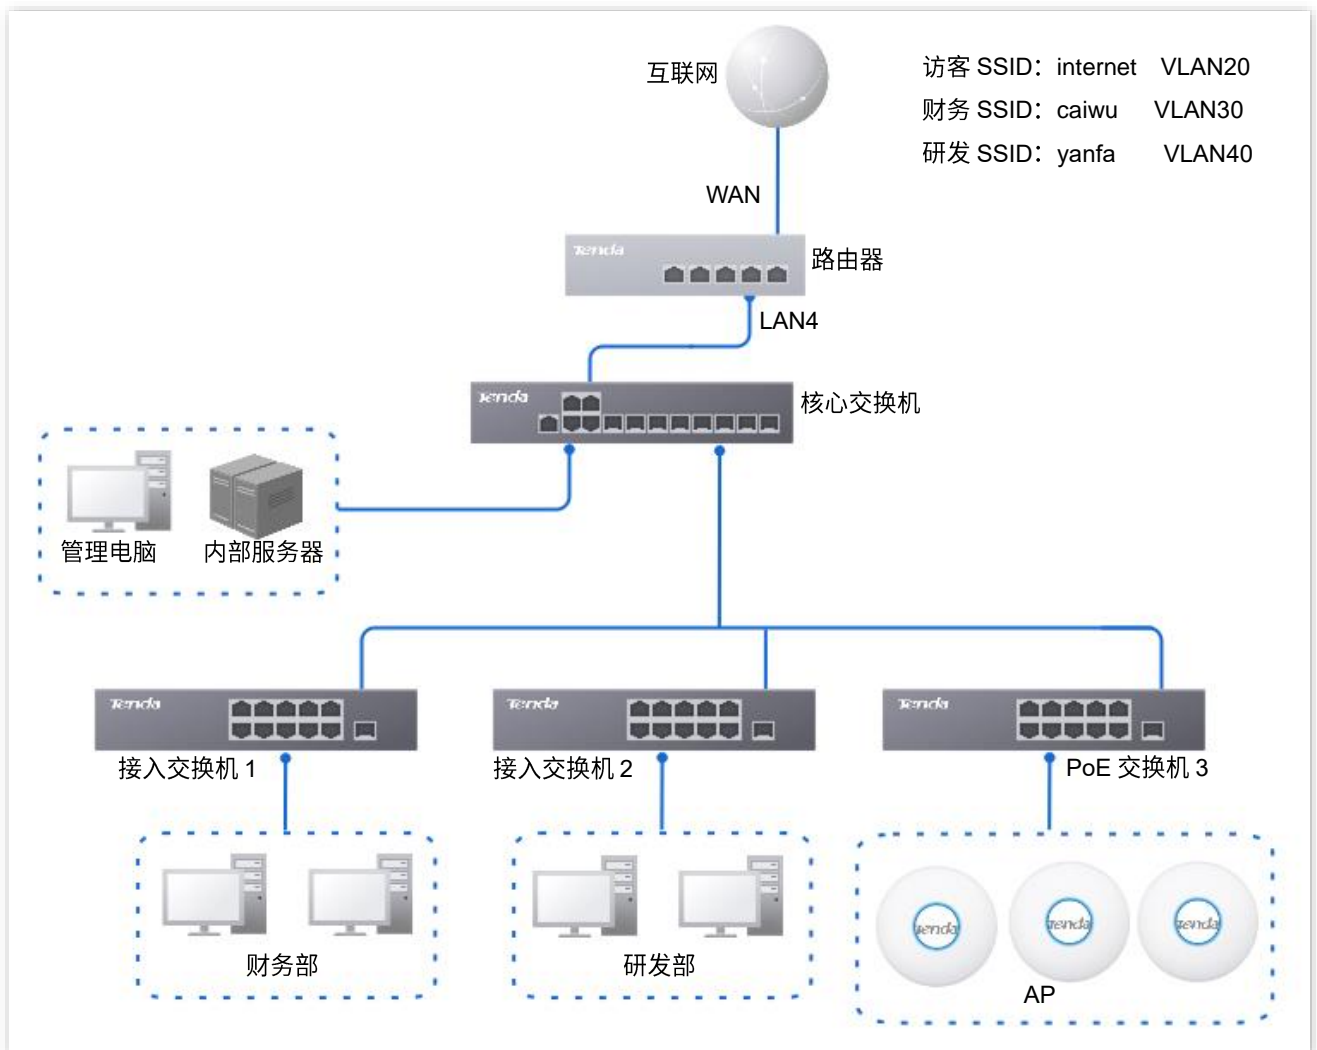 互联网
访客 SSID：internet VLAN20
财务 SSID：caiwu VLAN30
研发 SSID：yanfa VLAN40
WAN
Tenda
路由器
LAN4
Tenda
核心交换机
管理电脑
内部服务器
Tenda
Tenda
Tenda
接入交换机 1
接入交换机 2
PoE 交换机 3
Tenda
Tenda
Tenda
财务部
研发部
AP